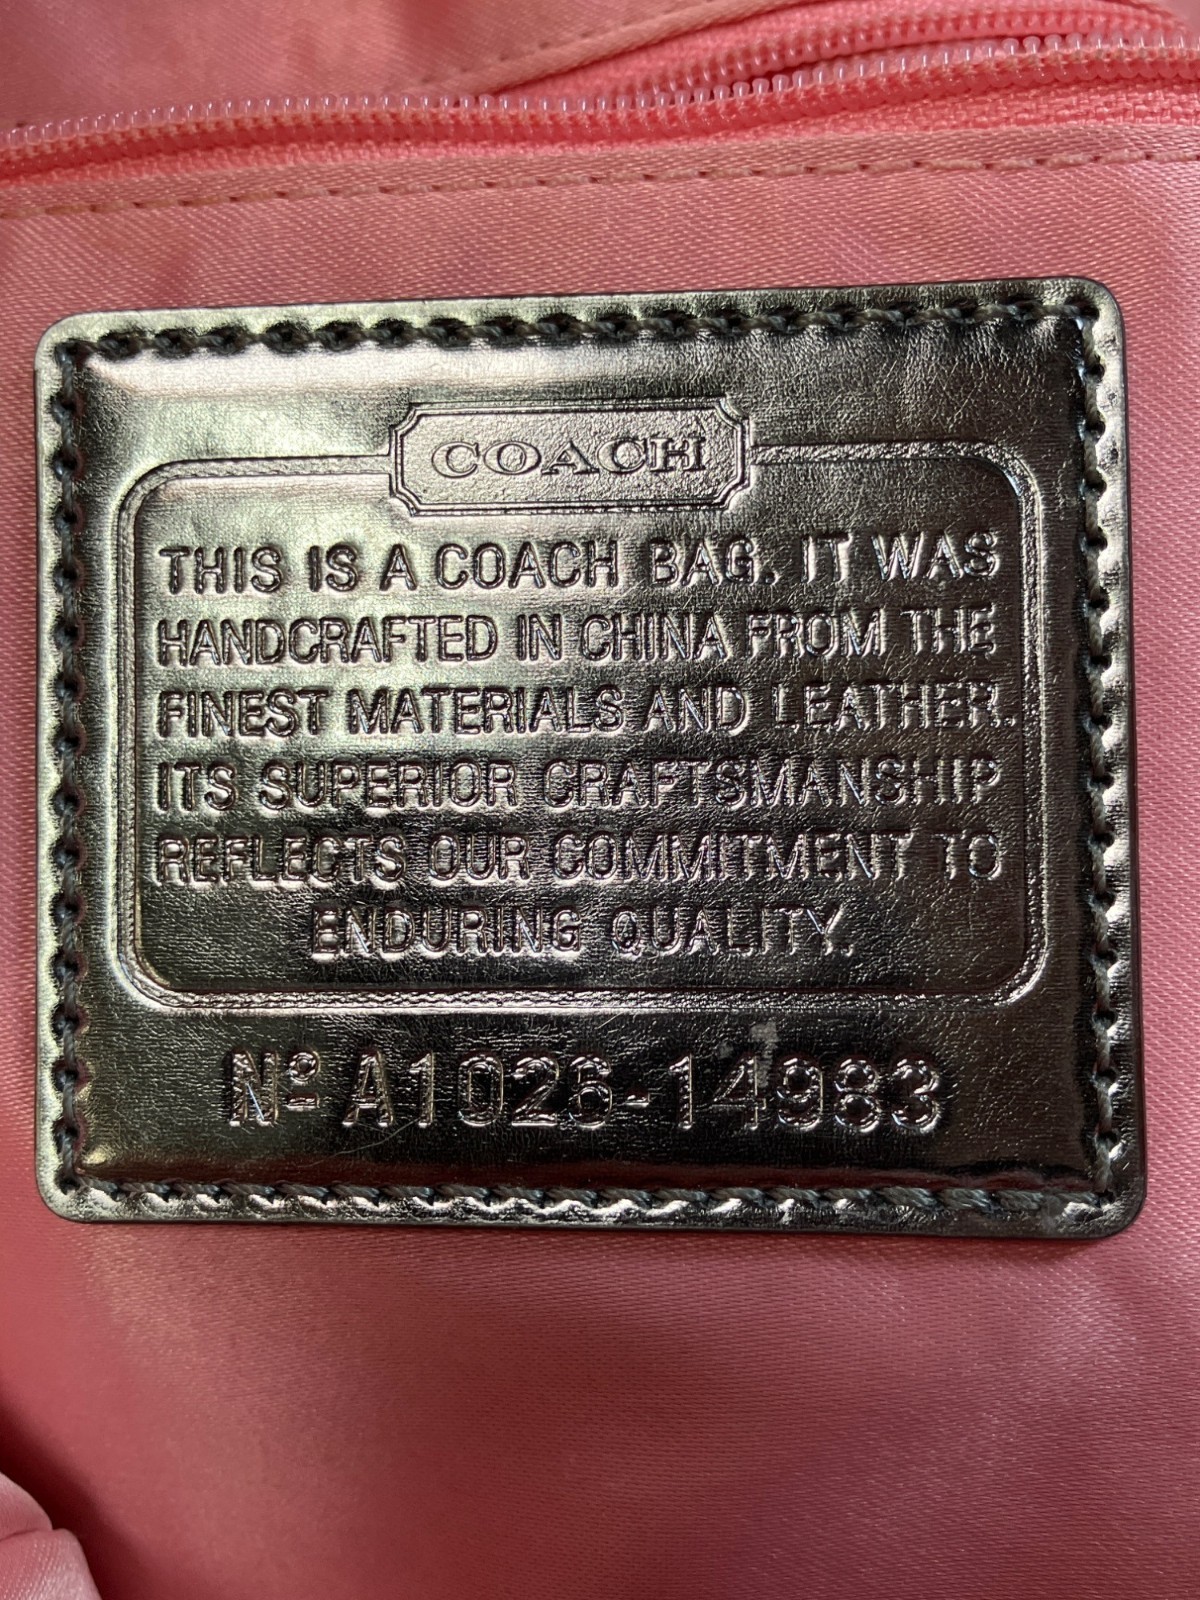 COACH
THIS IS A COACH BAG. IT WAS
HANDCRAFTED IN CHINA FROM THE
FINEST MATERIALS AND LEATHER.
ITS SUPERIOR CRAFTSMANSHIP
REFLECTS OUR COMMITMENT TO
ENDURING QUALITY.
Nº A1026-14983